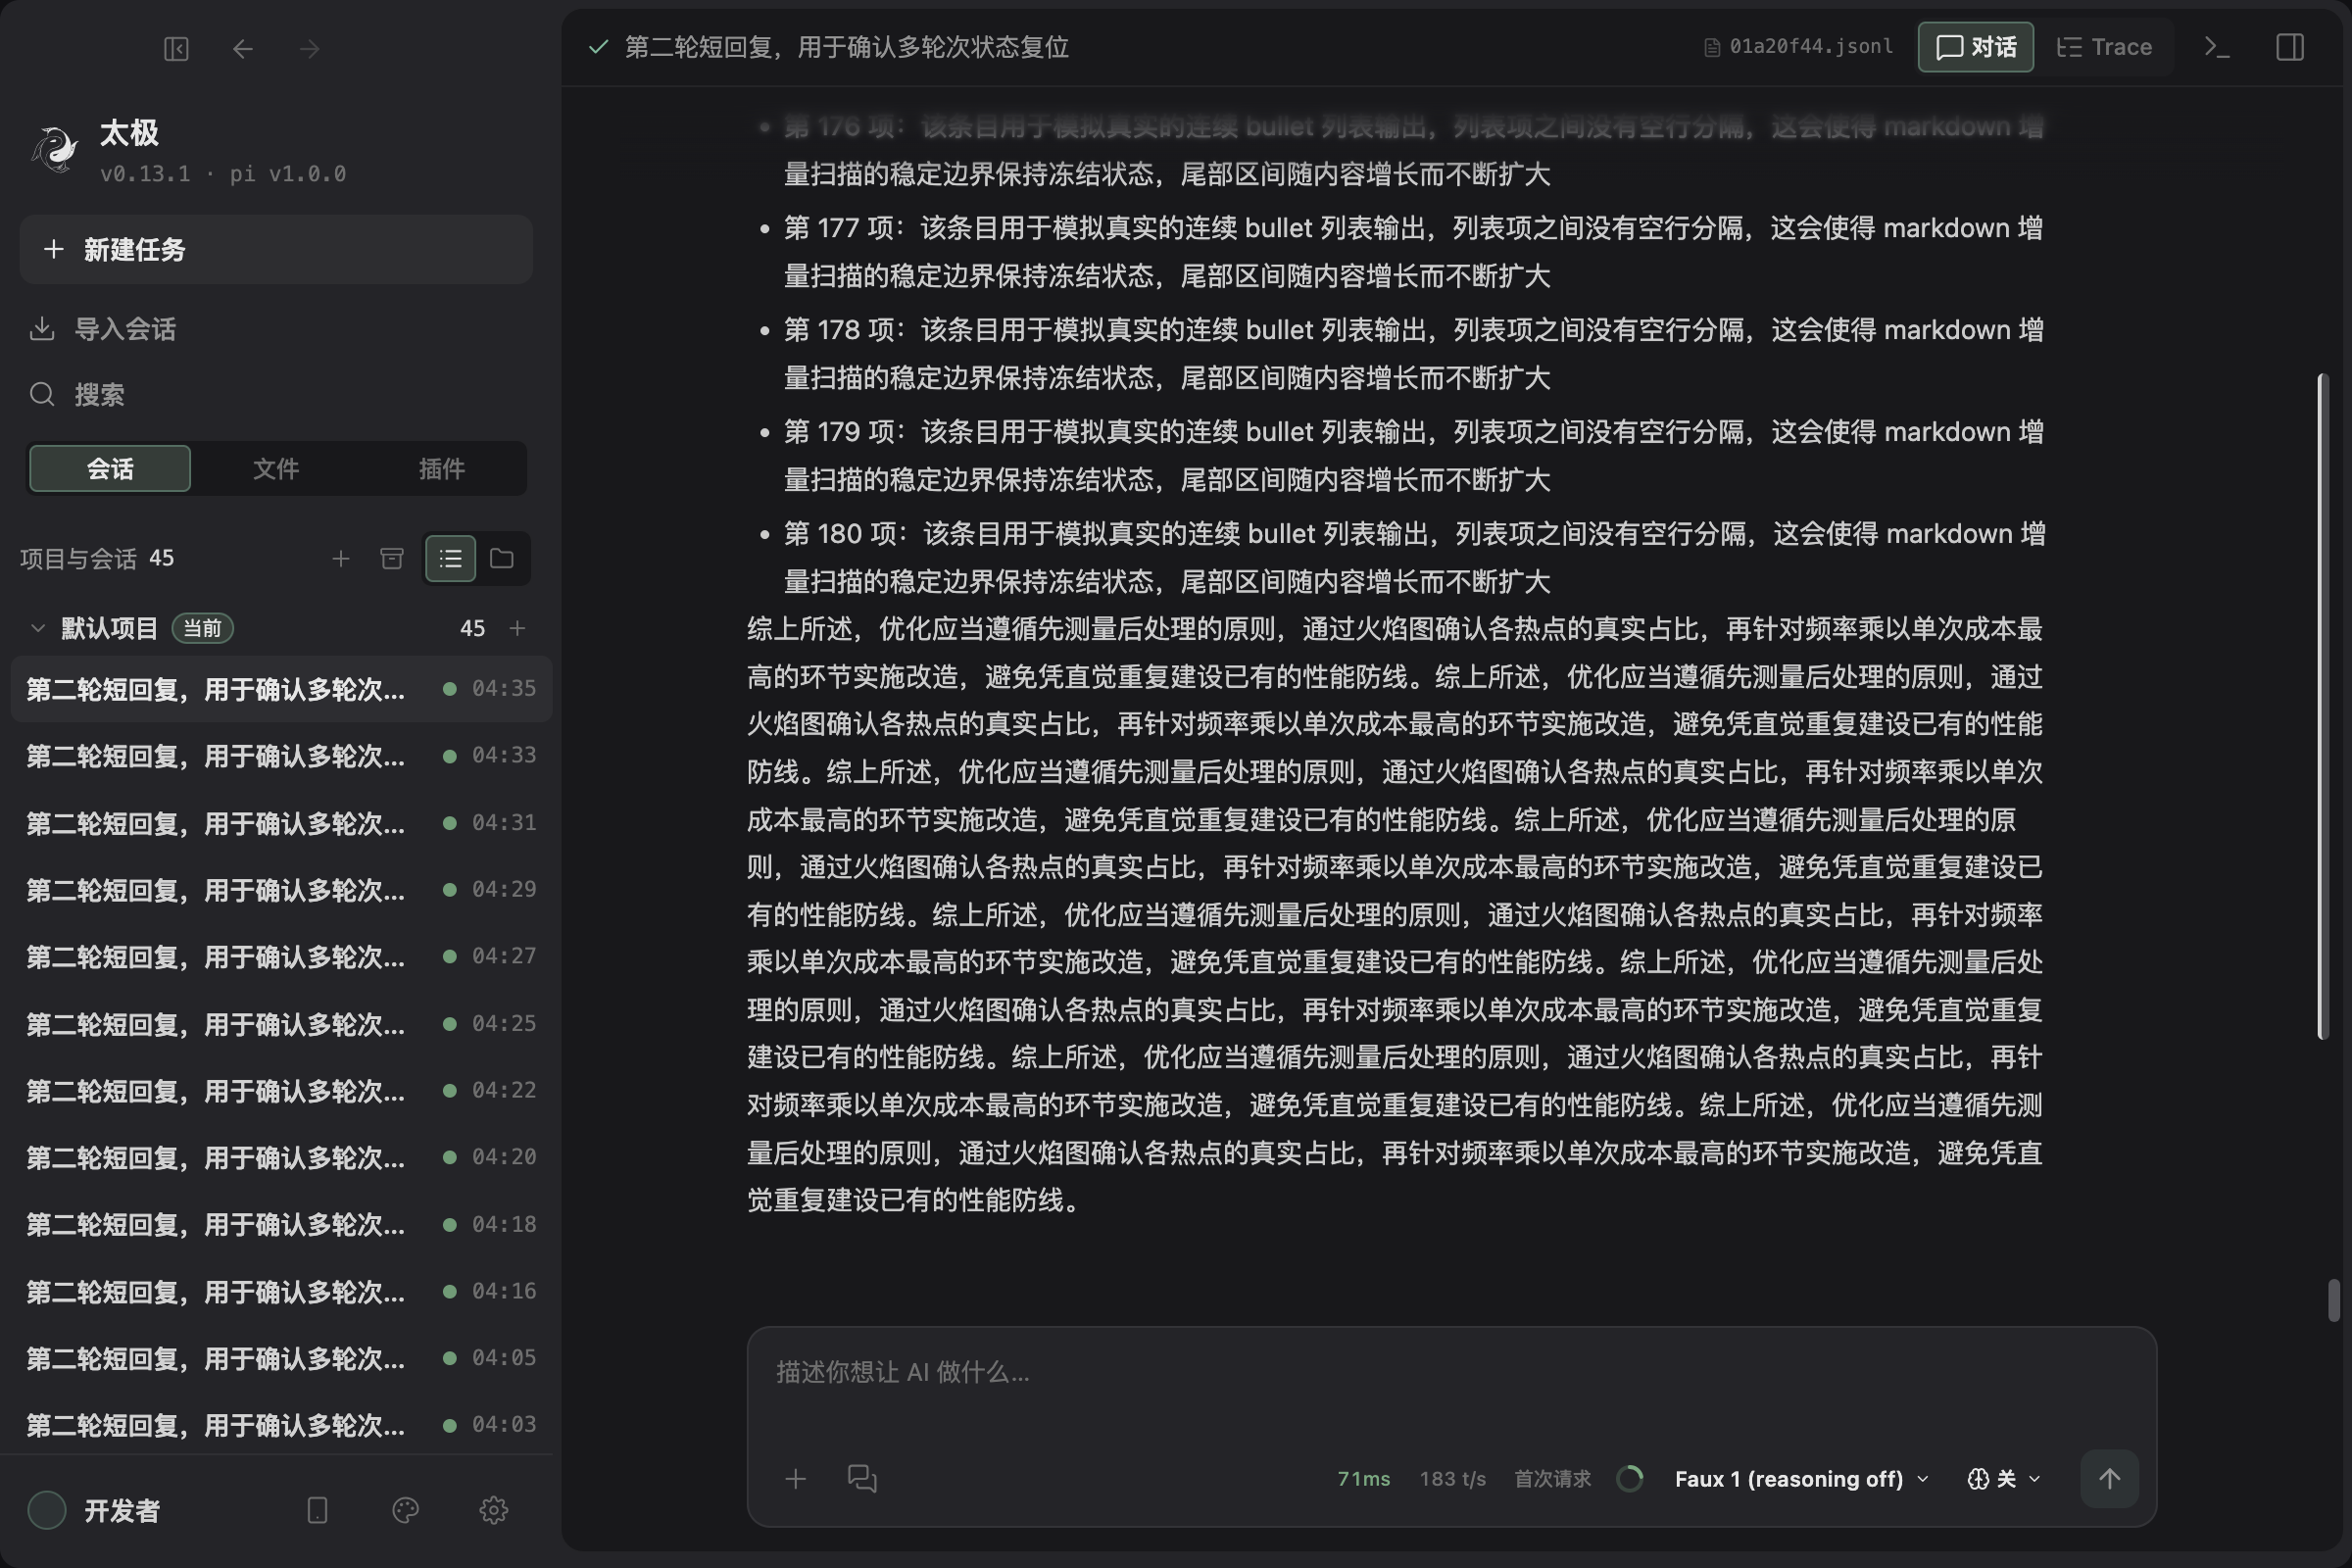 太极
v0.13.1 · pi v1.0.0
新建任务
导入会话
搜索
会话
文件
插件
项目与会话 45
默认项目 当前 45
第二轮短回复，用于确认多轮次... 04:35
第二轮短回复，用于确认多轮次... 04:33
第二轮短回复，用于确认多轮次... 04:31
第二轮短回复，用于确认多轮次... 04:29
第二轮短回复，用于确认多轮次... 04:27
第二轮短回复，用于确认多轮次... 04:25
第二轮短回复，用于确认多轮次... 04:22
第二轮短回复，用于确认多轮次... 04:20
第二轮短回复，用于确认多轮次... 04:18
第二轮短回复，用于确认多轮次... 04:16
第二轮短回复，用于确认多轮次... 04:05
第二轮短回复，用于确认多轮次... 04:03
开发者
第二轮短回复，用于确认多轮次状态复位
01a20f44.jsonl
对话
Trace
• 第 176 项：该条目用于模拟真实的连续 bullet 列表输出，列表项之间没有空行分隔，这会使得 markdown 增
量扫描的稳定边界保持冻结状态，尾部区间随内容增长而不断扩大
• 第 177 项：该条目用于模拟真实的连续 bullet 列表输出，列表项之间没有空行分隔，这会使得 markdown 增
量扫描的稳定边界保持冻结状态，尾部区间随内容增长而不断扩大
• 第 178 项：该条目用于模拟真实的连续 bullet 列表输出，列表项之间没有空行分隔，这会使得 markdown 增
量扫描的稳定边界保持冻结状态，尾部区间随内容增长而不断扩大
• 第 179 项：该条目用于模拟真实的连续 bullet 列表输出，列表项之间没有空行分隔，这会使得 markdown 增
量扫描的稳定边界保持冻结状态，尾部区间随内容增长而不断扩大
• 第 180 项：该条目用于模拟真实的连续 bullet 列表输出，列表项之间没有空行分隔，这会使得 markdown 增
量扫描的稳定边界保持冻结状态，尾部区间随内容增长而不断扩大
综上所述，优化应当遵循先测量后处理的原则，通过火焰图确认各热点的真实占比，再针对频率乘以单次成本最
高的环节实施改造，避免凭直觉重复建设已有的性能防线。综上所述，优化应当遵循先测量后处理的原则，通过
火焰图确认各热点的真实占比，再针对频率乘以单次成本最高的环节实施改造，避免凭直觉重复建设已有的性能
防线。综上所述，优化应当遵循先测量后处理的原则，通过火焰图确认各热点的真实占比，再针对频率乘以单次
成本最高的环节实施改造，避免凭直觉重复建设已有的性能防线。综上所述，优化应当遵循先测量后处理的原
则，通过火焰图确认各热点的真实占比，再针对频率乘以单次成本最高的环节实施改造，避免凭直觉重复建设已
有的性能防线。综上所述，优化应当遵循先测量后处理的原则，通过火焰图确认各热点的真实占比，再针对频率
乘以单次成本最高的环节实施改造，避免凭直觉重复建设已有的性能防线。综上所述，优化应当遵循先测量后处
理的原则，通过火焰图确认各热点的真实占比，再针对频率乘以单次成本最高的环节实施改造，避免凭直觉重复
建设已有的性能防线。综上所述，优化应当遵循先测量后处理的原则，通过火焰图确认各热点的真实占比，再针
对频率乘以单次成本最高的环节实施改造，避免凭直觉重复建设已有的性能防线。综上所述，优化应当遵循先测
量后处理的原则，通过火焰图确认各热点的真实占比，再针对频率乘以单次成本最高的环节实施改造，避免凭直
觉重复建设已有的性能防线。
描述你想让 AI 做什么...
71ms 183 t/s 首次请求 Faux 1 (reasoning off) 关